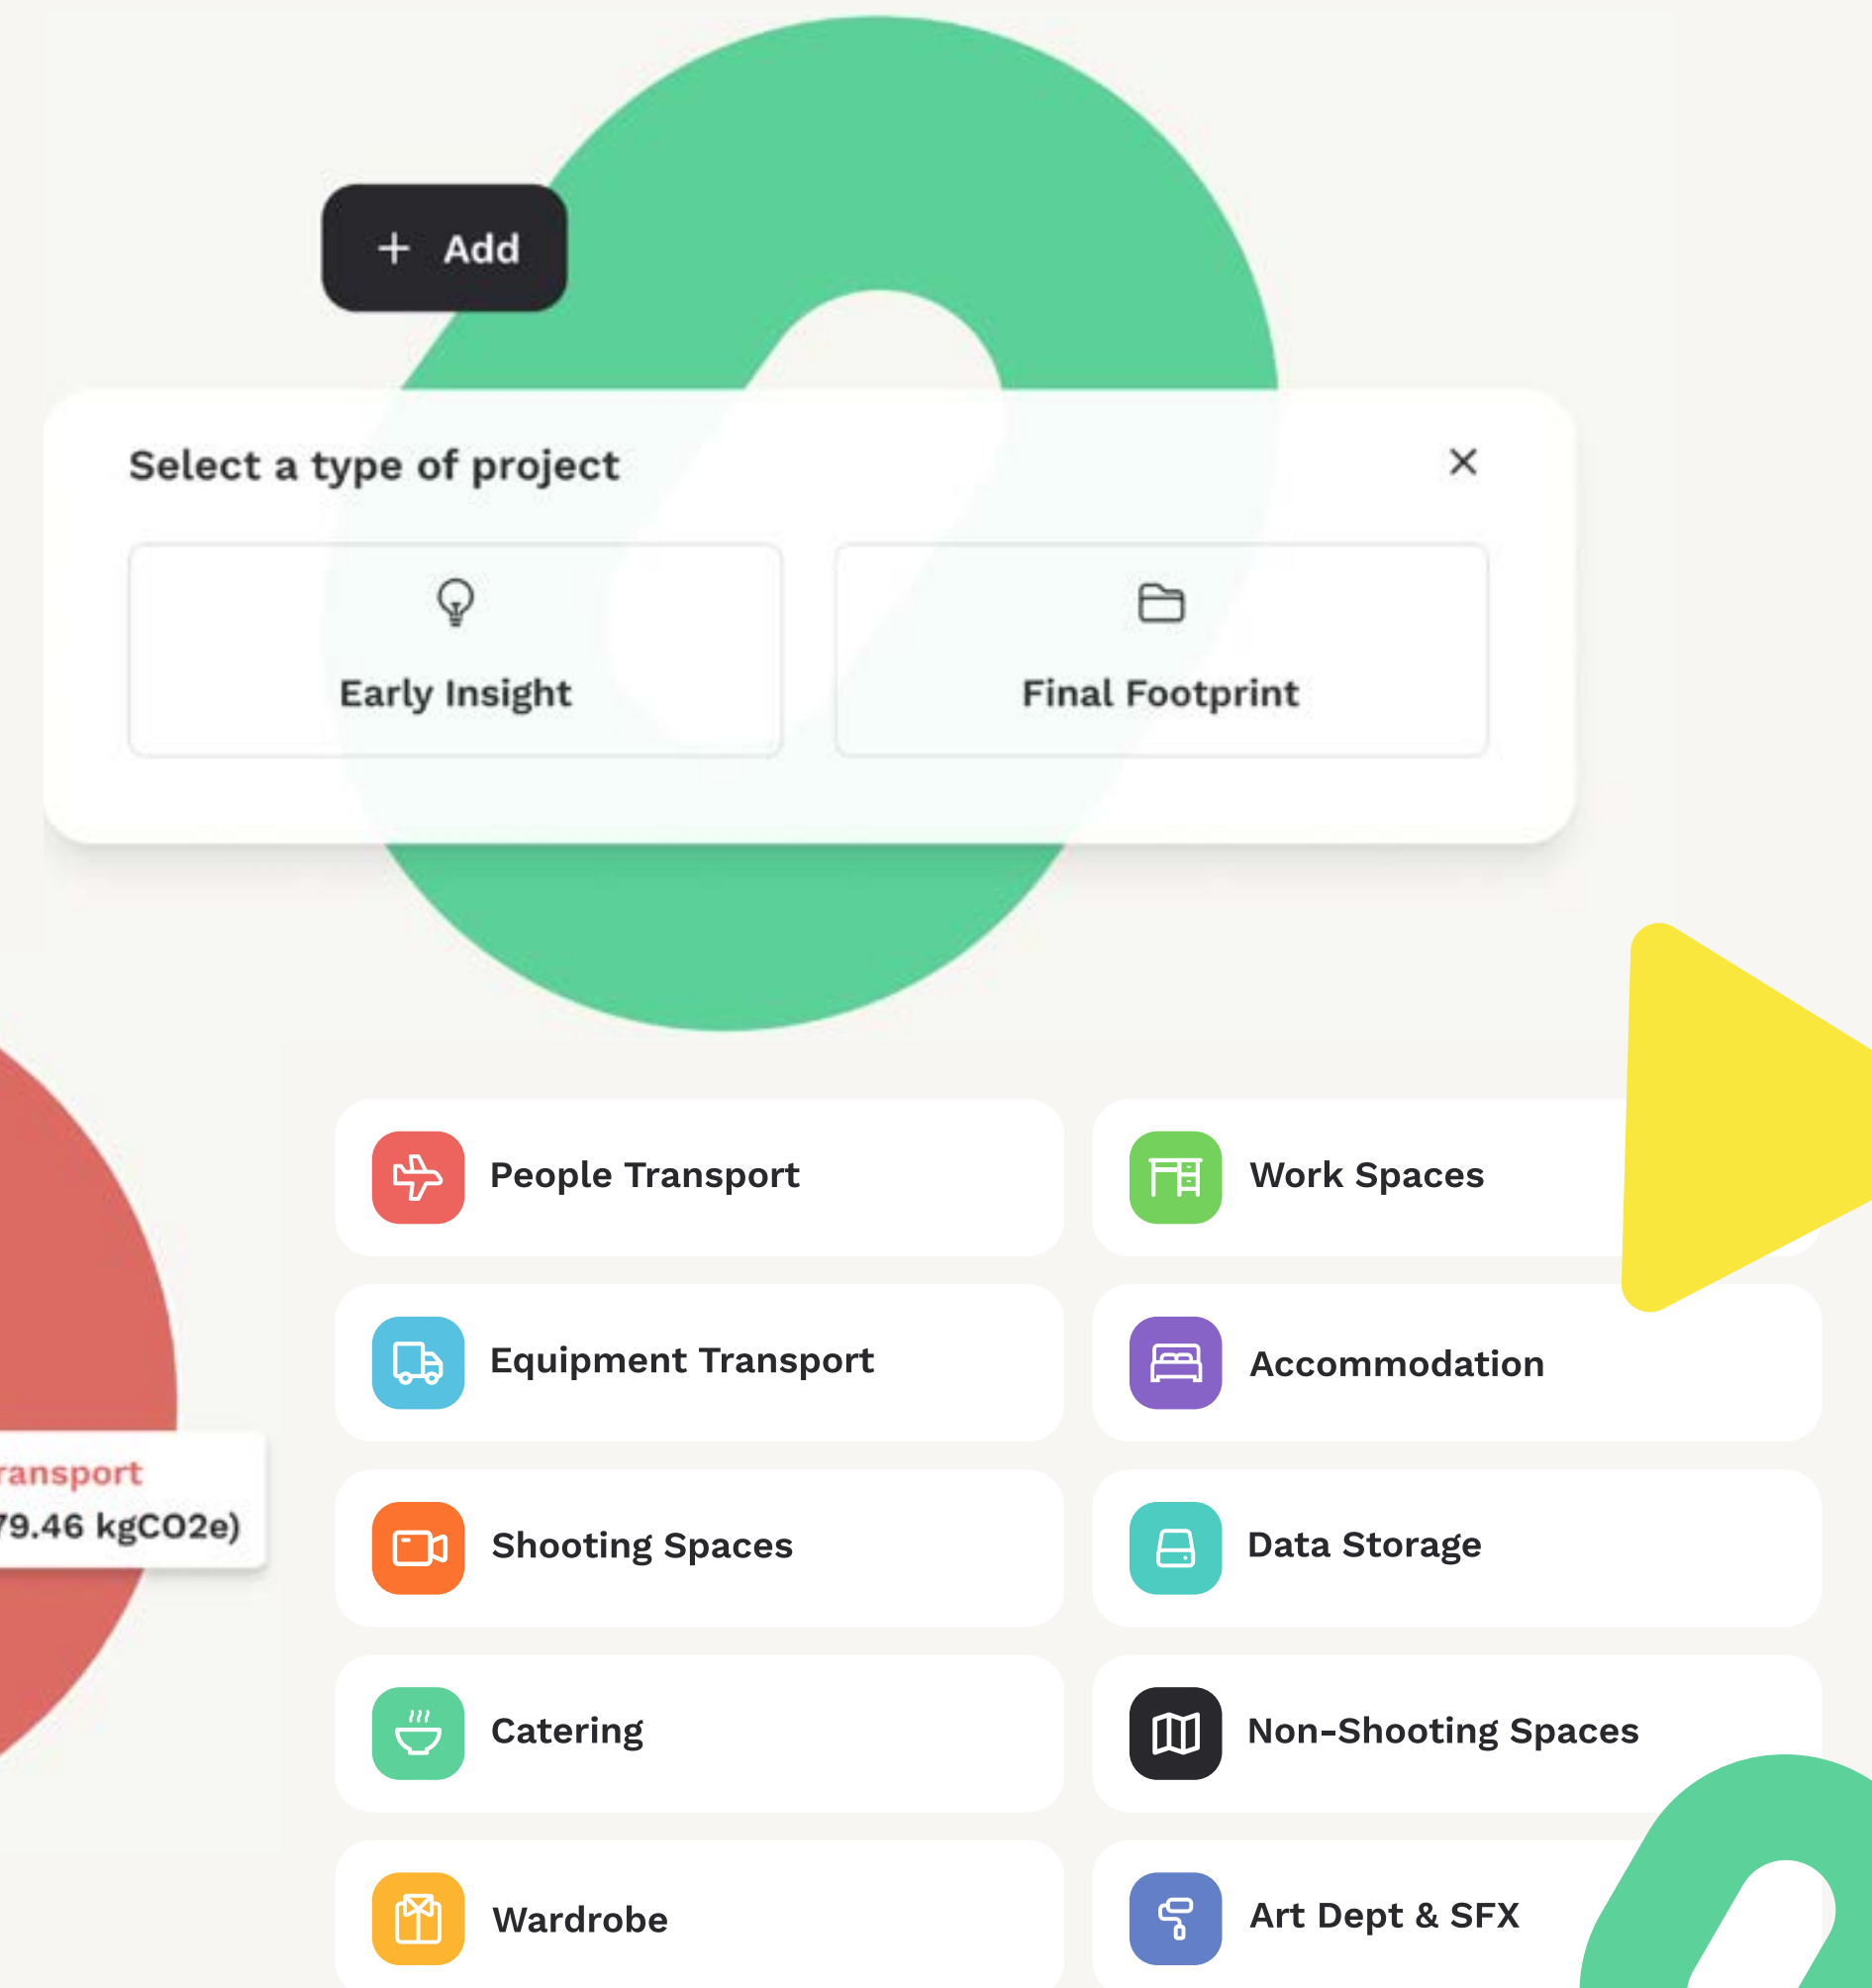 + Add
Select a type of project
Early Insight
Final Footprint
People Transport
Work Spaces
Equipment Transport
Accommodation
ransport
79.46 kgCO2e)
Shooting Spaces
Data Storage
Catering
Non-Shooting Spaces
Wardrobe
Art Dept & SFX